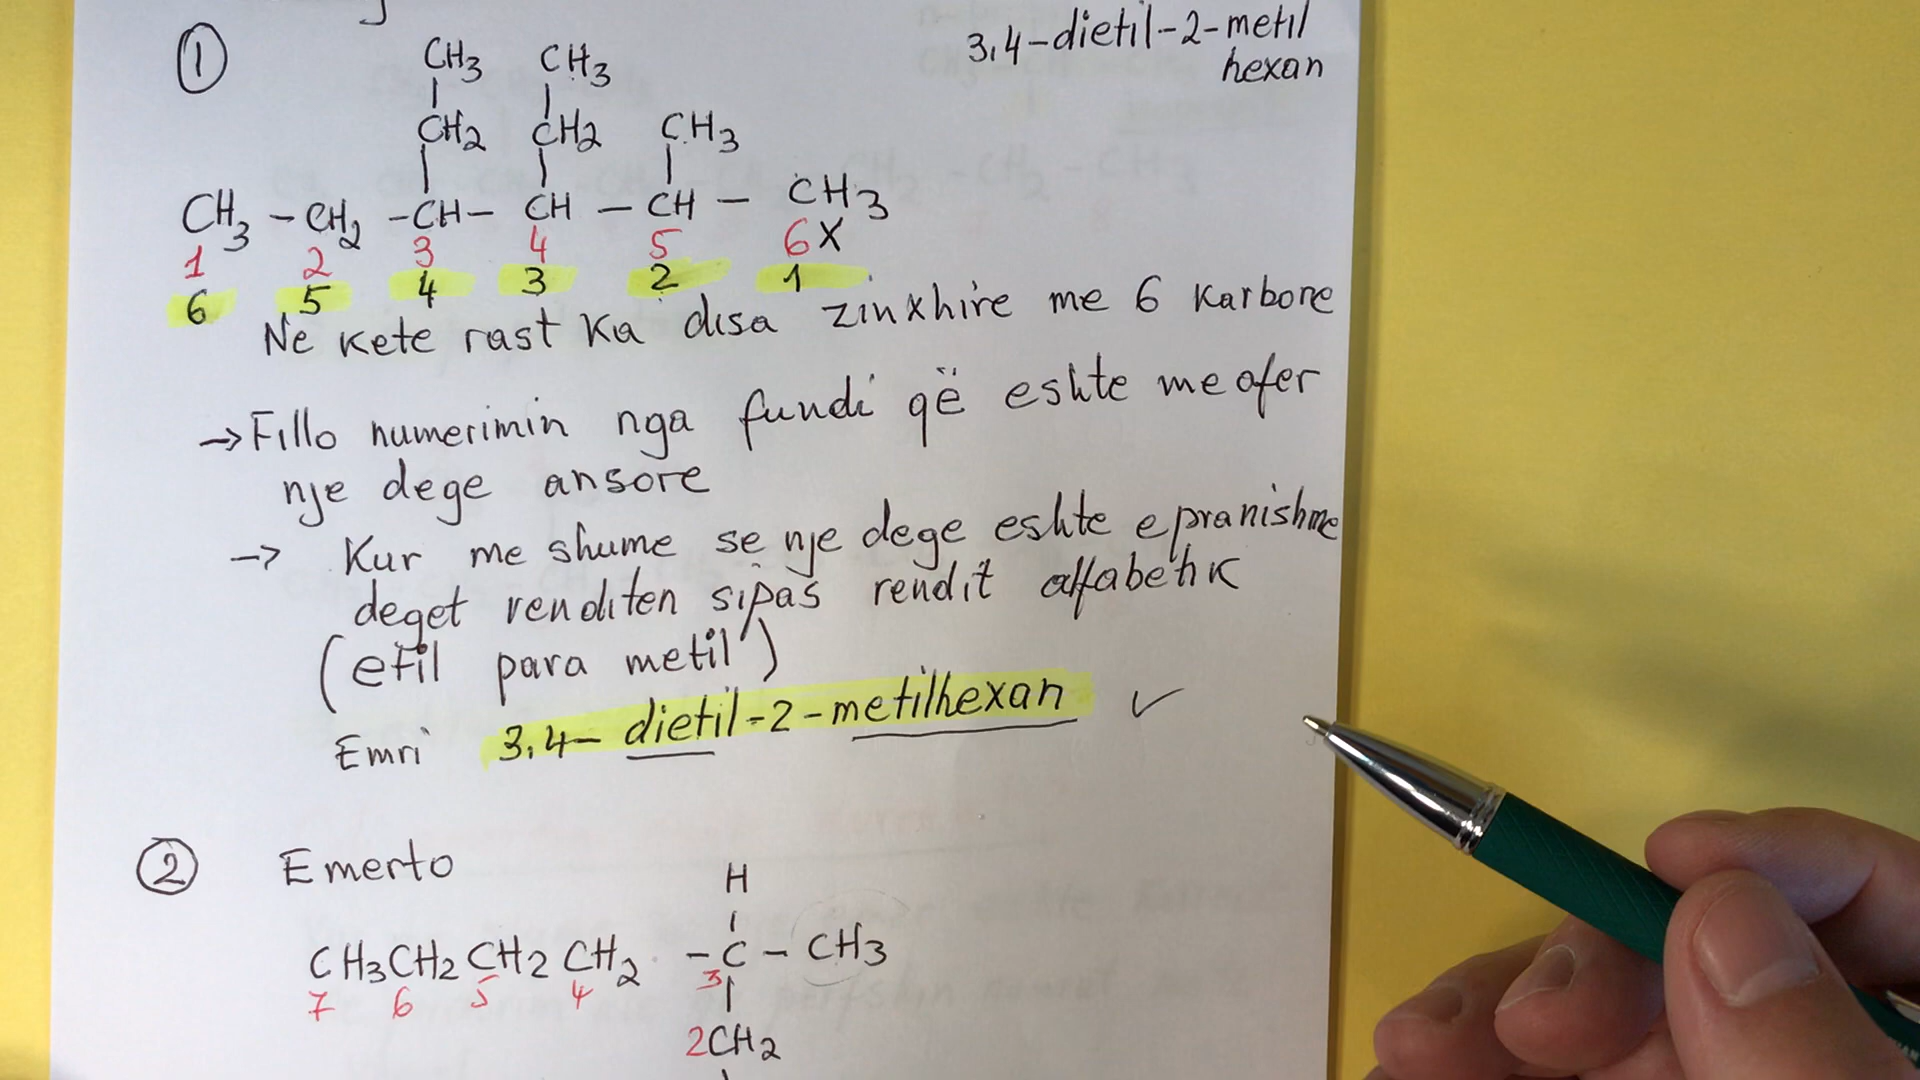 3,4-dietil-2-metil
hexan
①
CH3 CH3
CH2 CH2 CH3
CH3 - CH2 - CH - CH - CH - CH3
1 2 3 4 5 6X
6 5 4 3 2 1
Ne kete rast ka disa zinxhire me 6 karbone
→ Fillo numerimin nga fundi që eshte me afer
nje dege ansore
→ Kur me shume se nje dege eshte e pranishme
deget renditen sipas rendit alfabetik
(etil para metil)
Emri 3,4-dietil-2-metilhexan ✓
② Emerto
H
CH3CH2CH2CH2 - C - CH3
7 6 5 4 3
2CH2